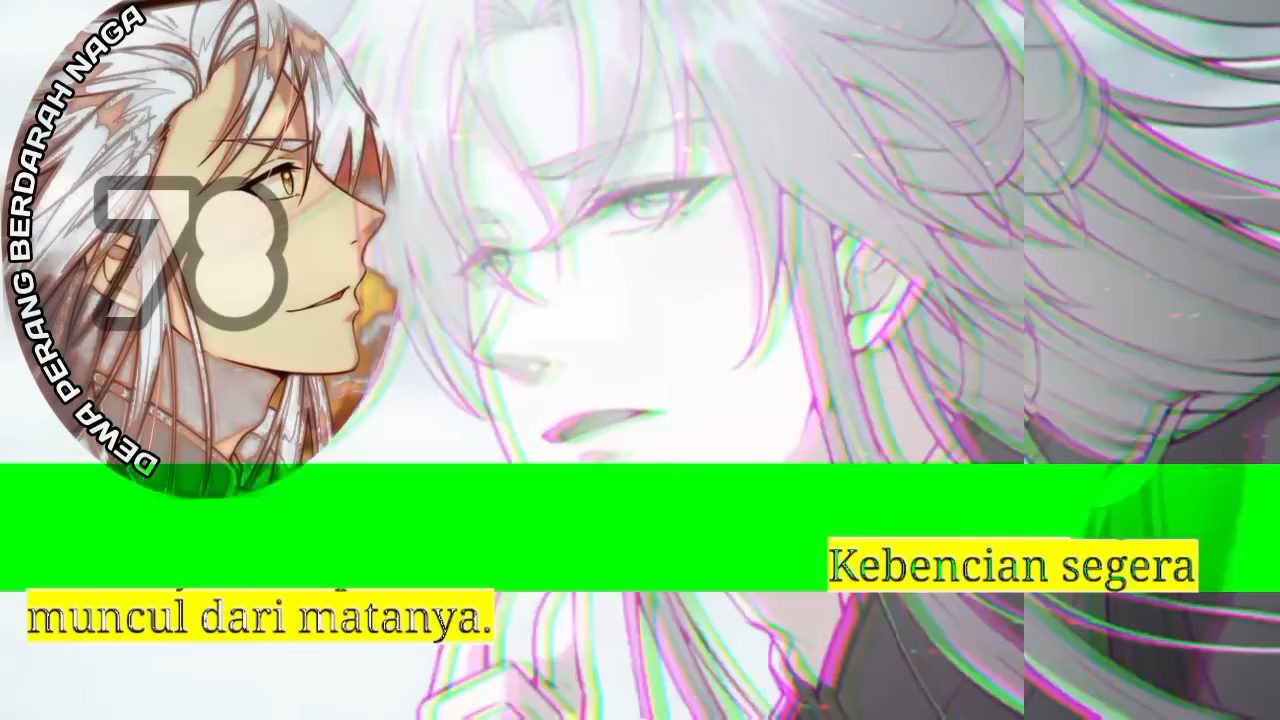 DEWA PERANG BERDARAH NAGA
78
Kebencian segera
muncul dari matanya.